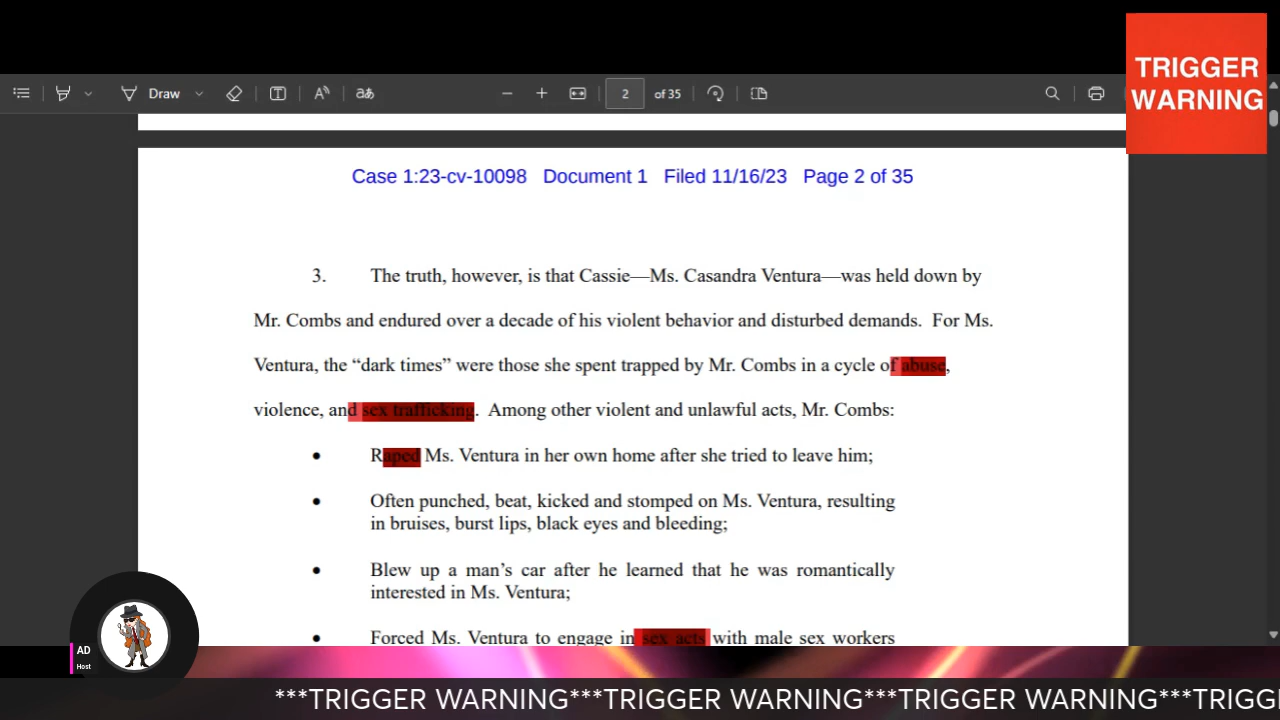 TRIGGER
WARNING
Draw
2 of 35
Case 1:23-cv-10098 Document 1 Filed 11/16/23 Page 2 of 35
3. The truth, however, is that Cassie—Ms. Casandra Ventura—was held down by
Mr. Combs and endured over a decade of his violent behavior and disturbed demands. For Ms.
Ventura, the “dark times” were those she spent trapped by Mr. Combs in a cycle of abuse,
violence, and sex trafficking. Among other violent and unlawful acts, Mr. Combs:
• Raped Ms. Ventura in her own home after she tried to leave him;
• Often punched, beat, kicked and stomped on Ms. Ventura, resulting
in bruises, burst lips, black eyes and bleeding;
• Blew up a man’s car after he learned that he was romantically
interested in Ms. Ventura;
• Forced Ms. Ventura to engage in sex acts with male sex workers
AD
Host
***TRIGGER WARNING***TRIGGER WARNING***TRIGGER WARNING***TRIGG